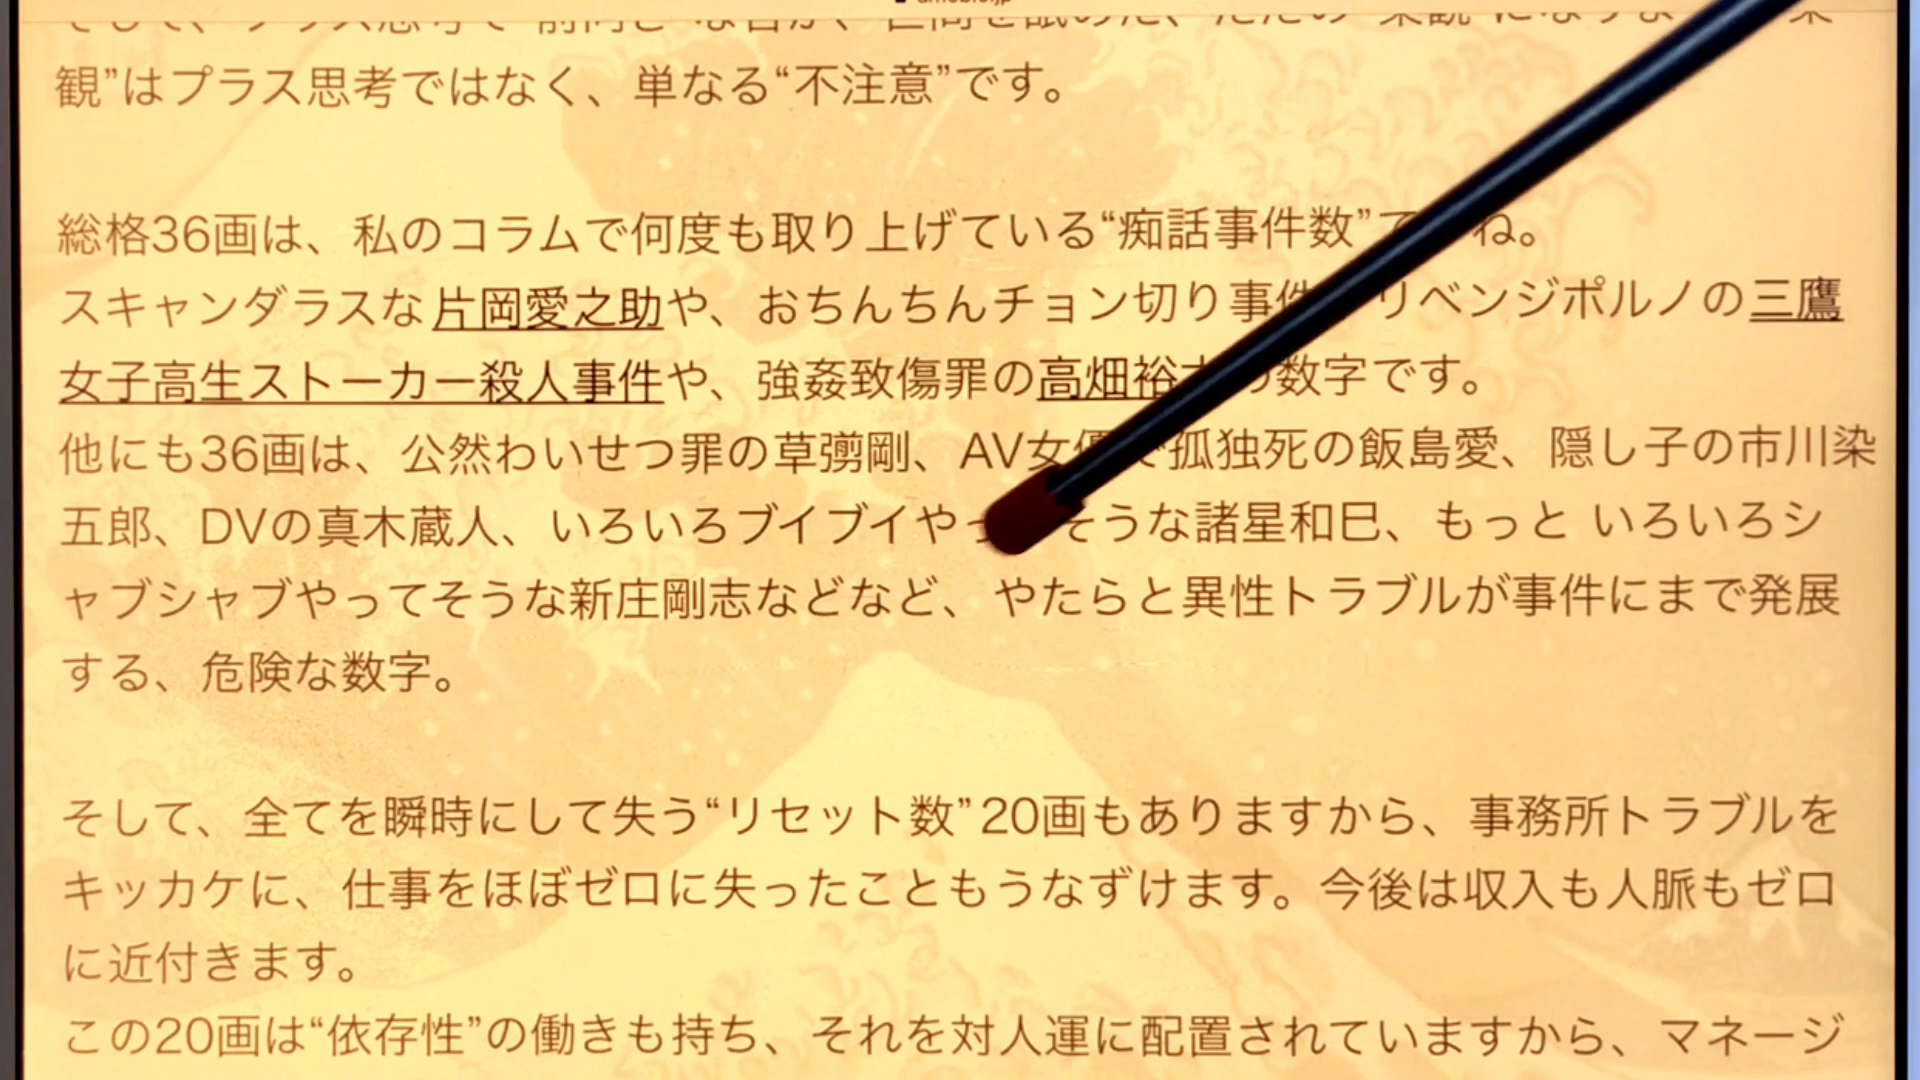 観”はプラス思考ではなく、単なる“不注意”です。
総格36画は、私のコラムで何度も取り上げている“痴話事件数”で ね。
スキャンダラスな片岡愛之助や、おちんちんチョン切り事件 リベンジポルノの三鷹
女子高生ストーカー殺人事件や、強姦致傷罪の高畑裕 の数字です。
他にも36画は、公然わいせつ罪の草彅剛、AV女優で孤独死の飯島愛、隠し子の市川染
五郎、DVの真木蔵人、いろいろブイブイやっ そうな諸星和巳、もっと いろいろシ
ャブシャブやってそうな新庄剛志などなど、やたらと異性トラブルが事件にまで発展
する、危険な数字。
そして、全てを瞬時にして失う“リセット数”20画もありますから、事務所トラブルを
キッカケに、仕事をほぼゼロに失ったこともうなずけます。今後は収入も人脈もゼロ
に近付きます。
この20画は“依存性”の働きも持ち、それを対人運に配置されていますから、マネージ